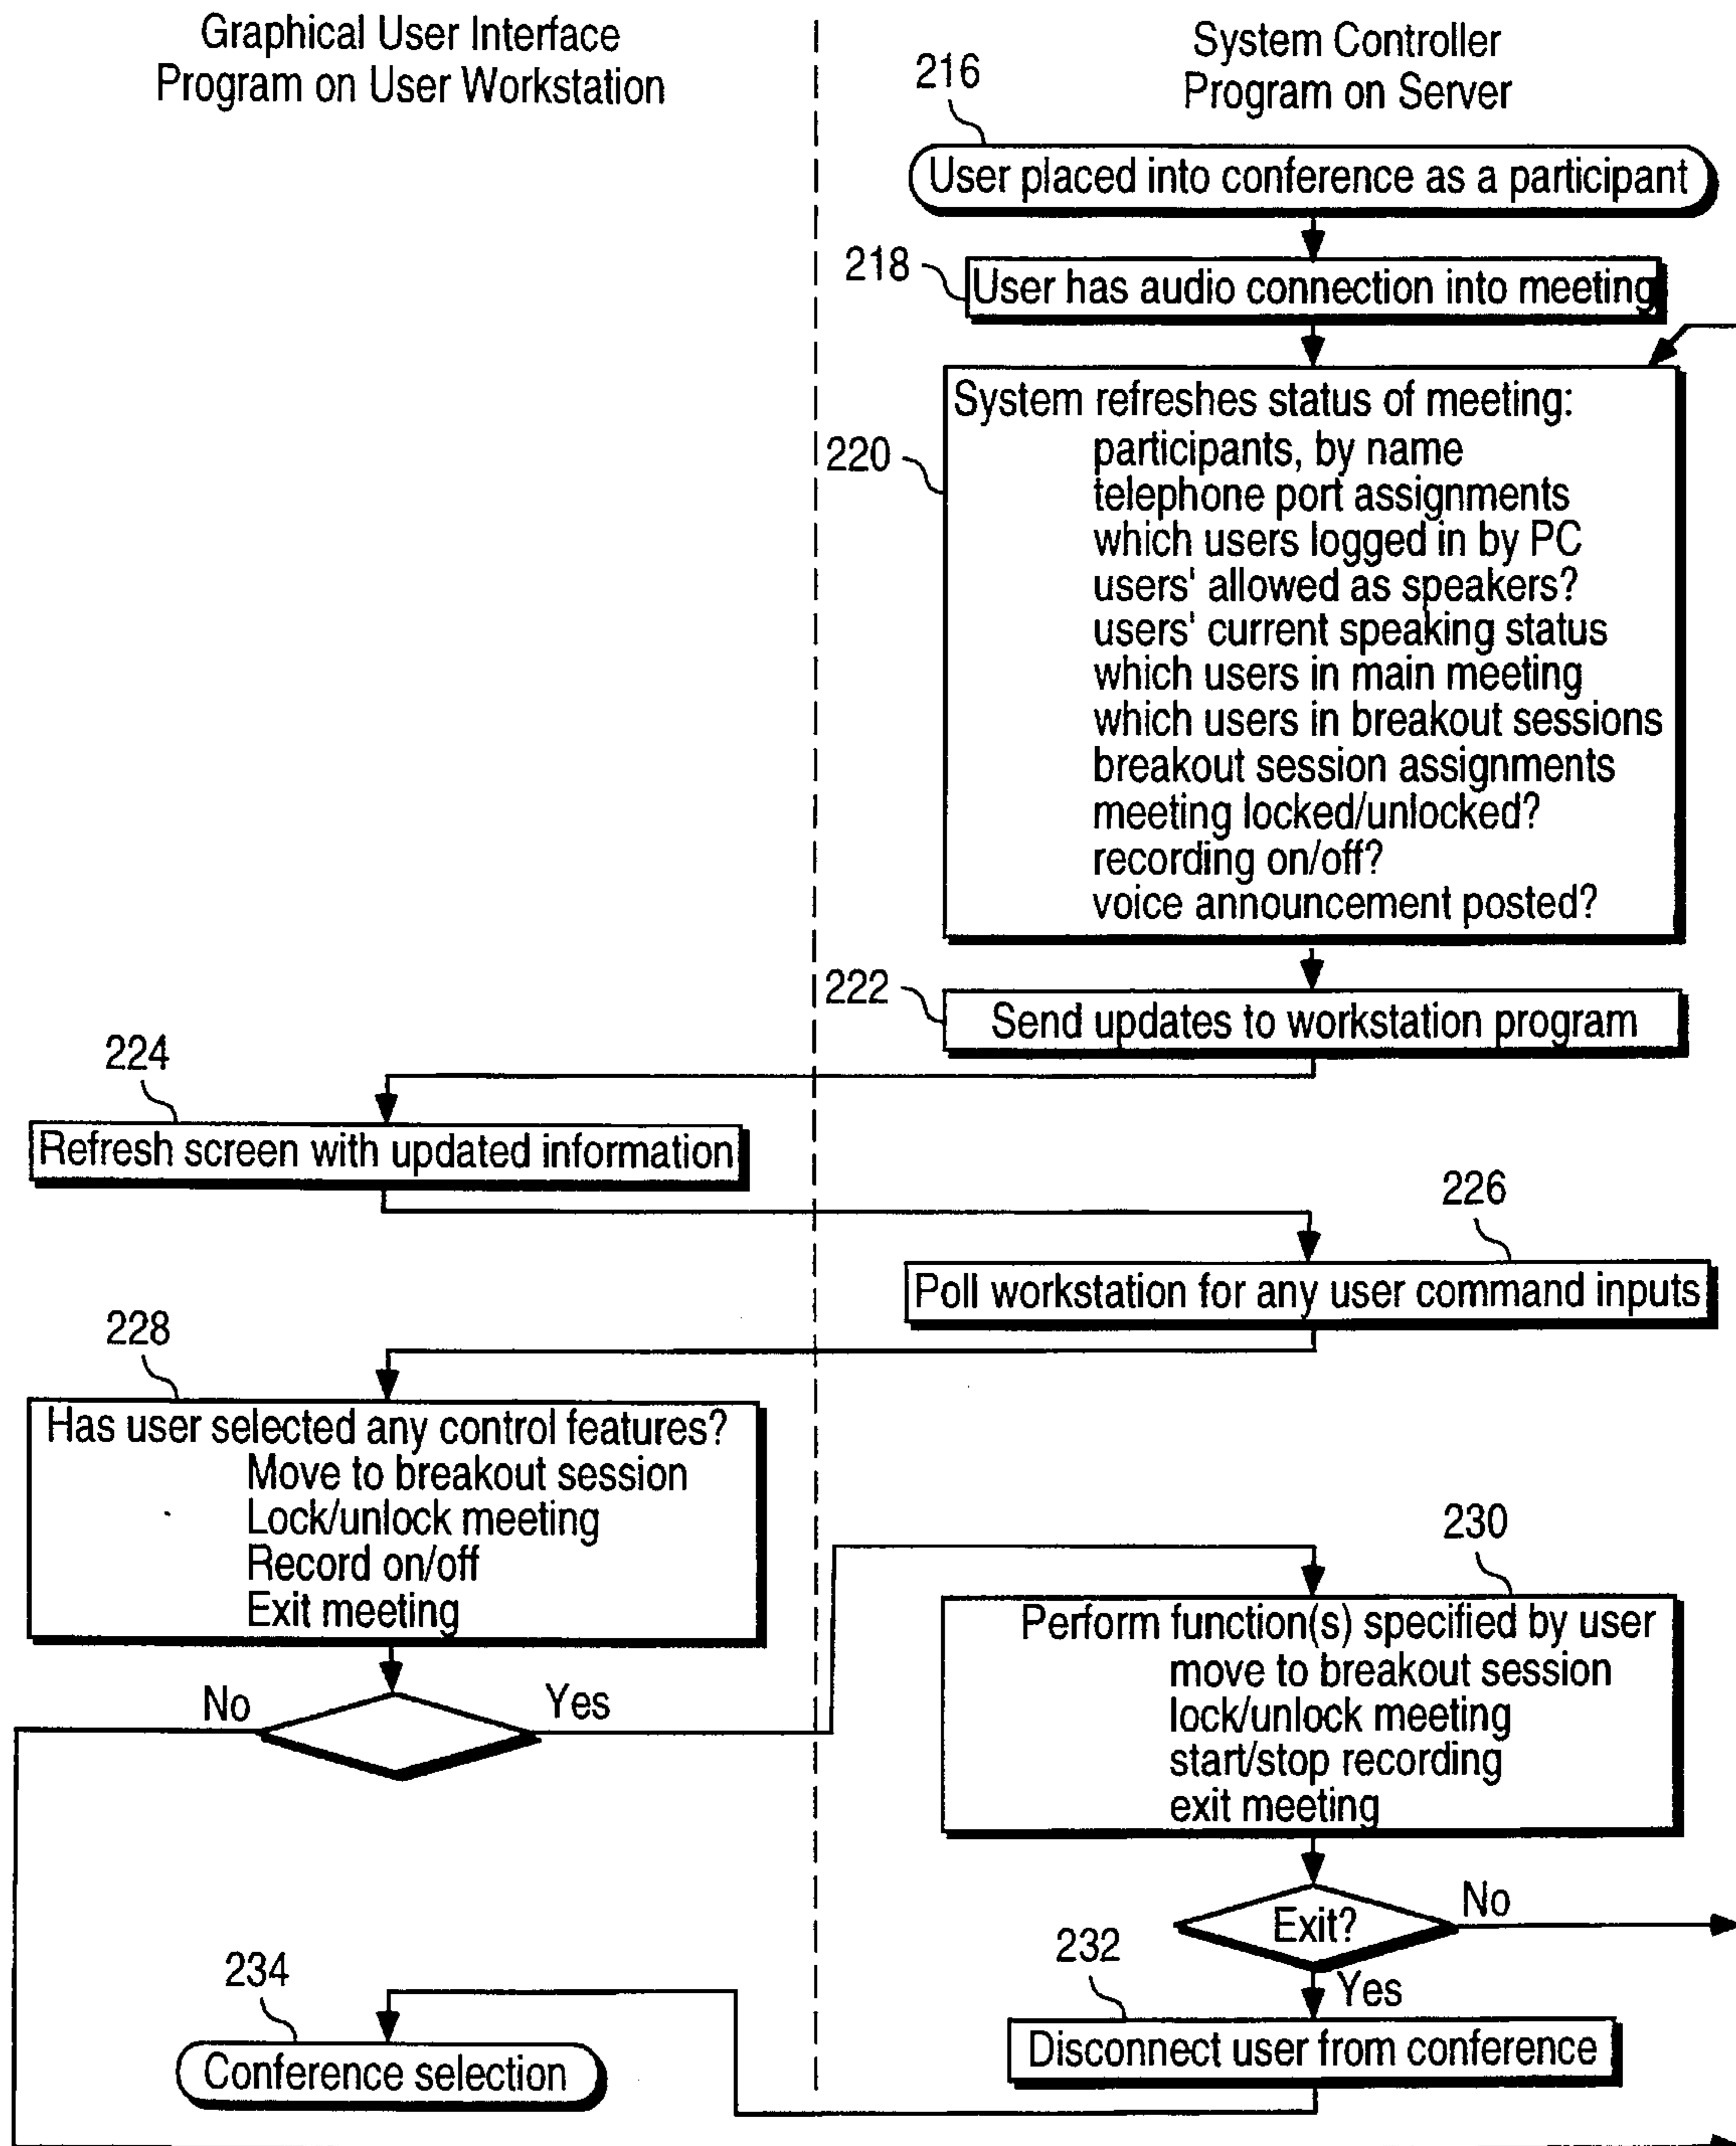 Graphical User Interface
Program on User Workstation
System Controller
Program on Server
216
User placed into conference as a participant
218
User has audio connection into meeting
220
System refreshes status of meeting:
participants, by name
telephone port assignments
which users logged in by PC
users' allowed as speakers?
users' current speaking status
which users in main meeting
which users in breakout sessions
breakout session assignments
meeting locked/unlocked?
recording on/off?
voice announcement posted?
222
Send updates to workstation program
224
Refresh screen with updated information
226
Poll workstation for any user command inputs
228
Has user selected any control features?
Move to breakout session
Lock/unlock meeting
Record on/off
Exit meeting
No
Yes
230
Perform function(s) specified by user
move to breakout session
lock/unlock meeting
start/stop recording
exit meeting
Exit?
No
Yes
232
Disconnect user from conference
234
Conference selection